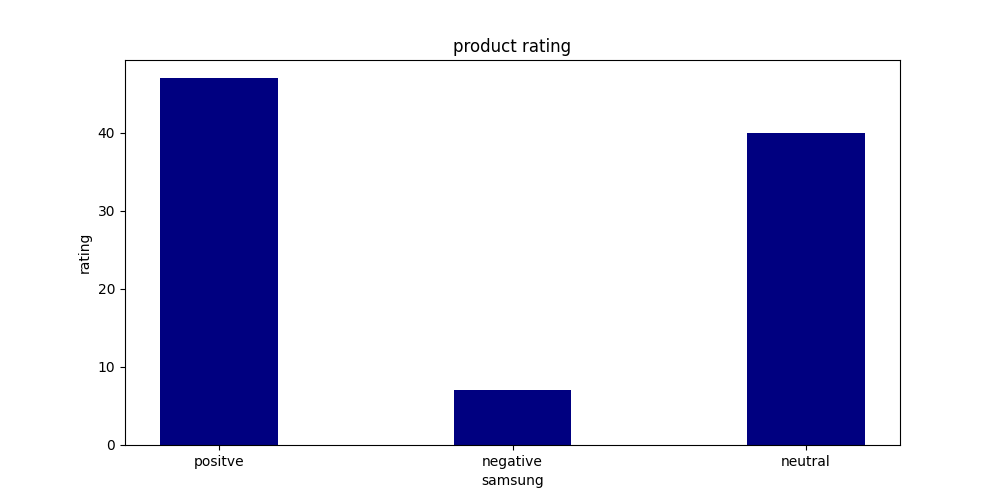 product rating
rating
40
30
20
10
0
positve
negative
neutral
samsung